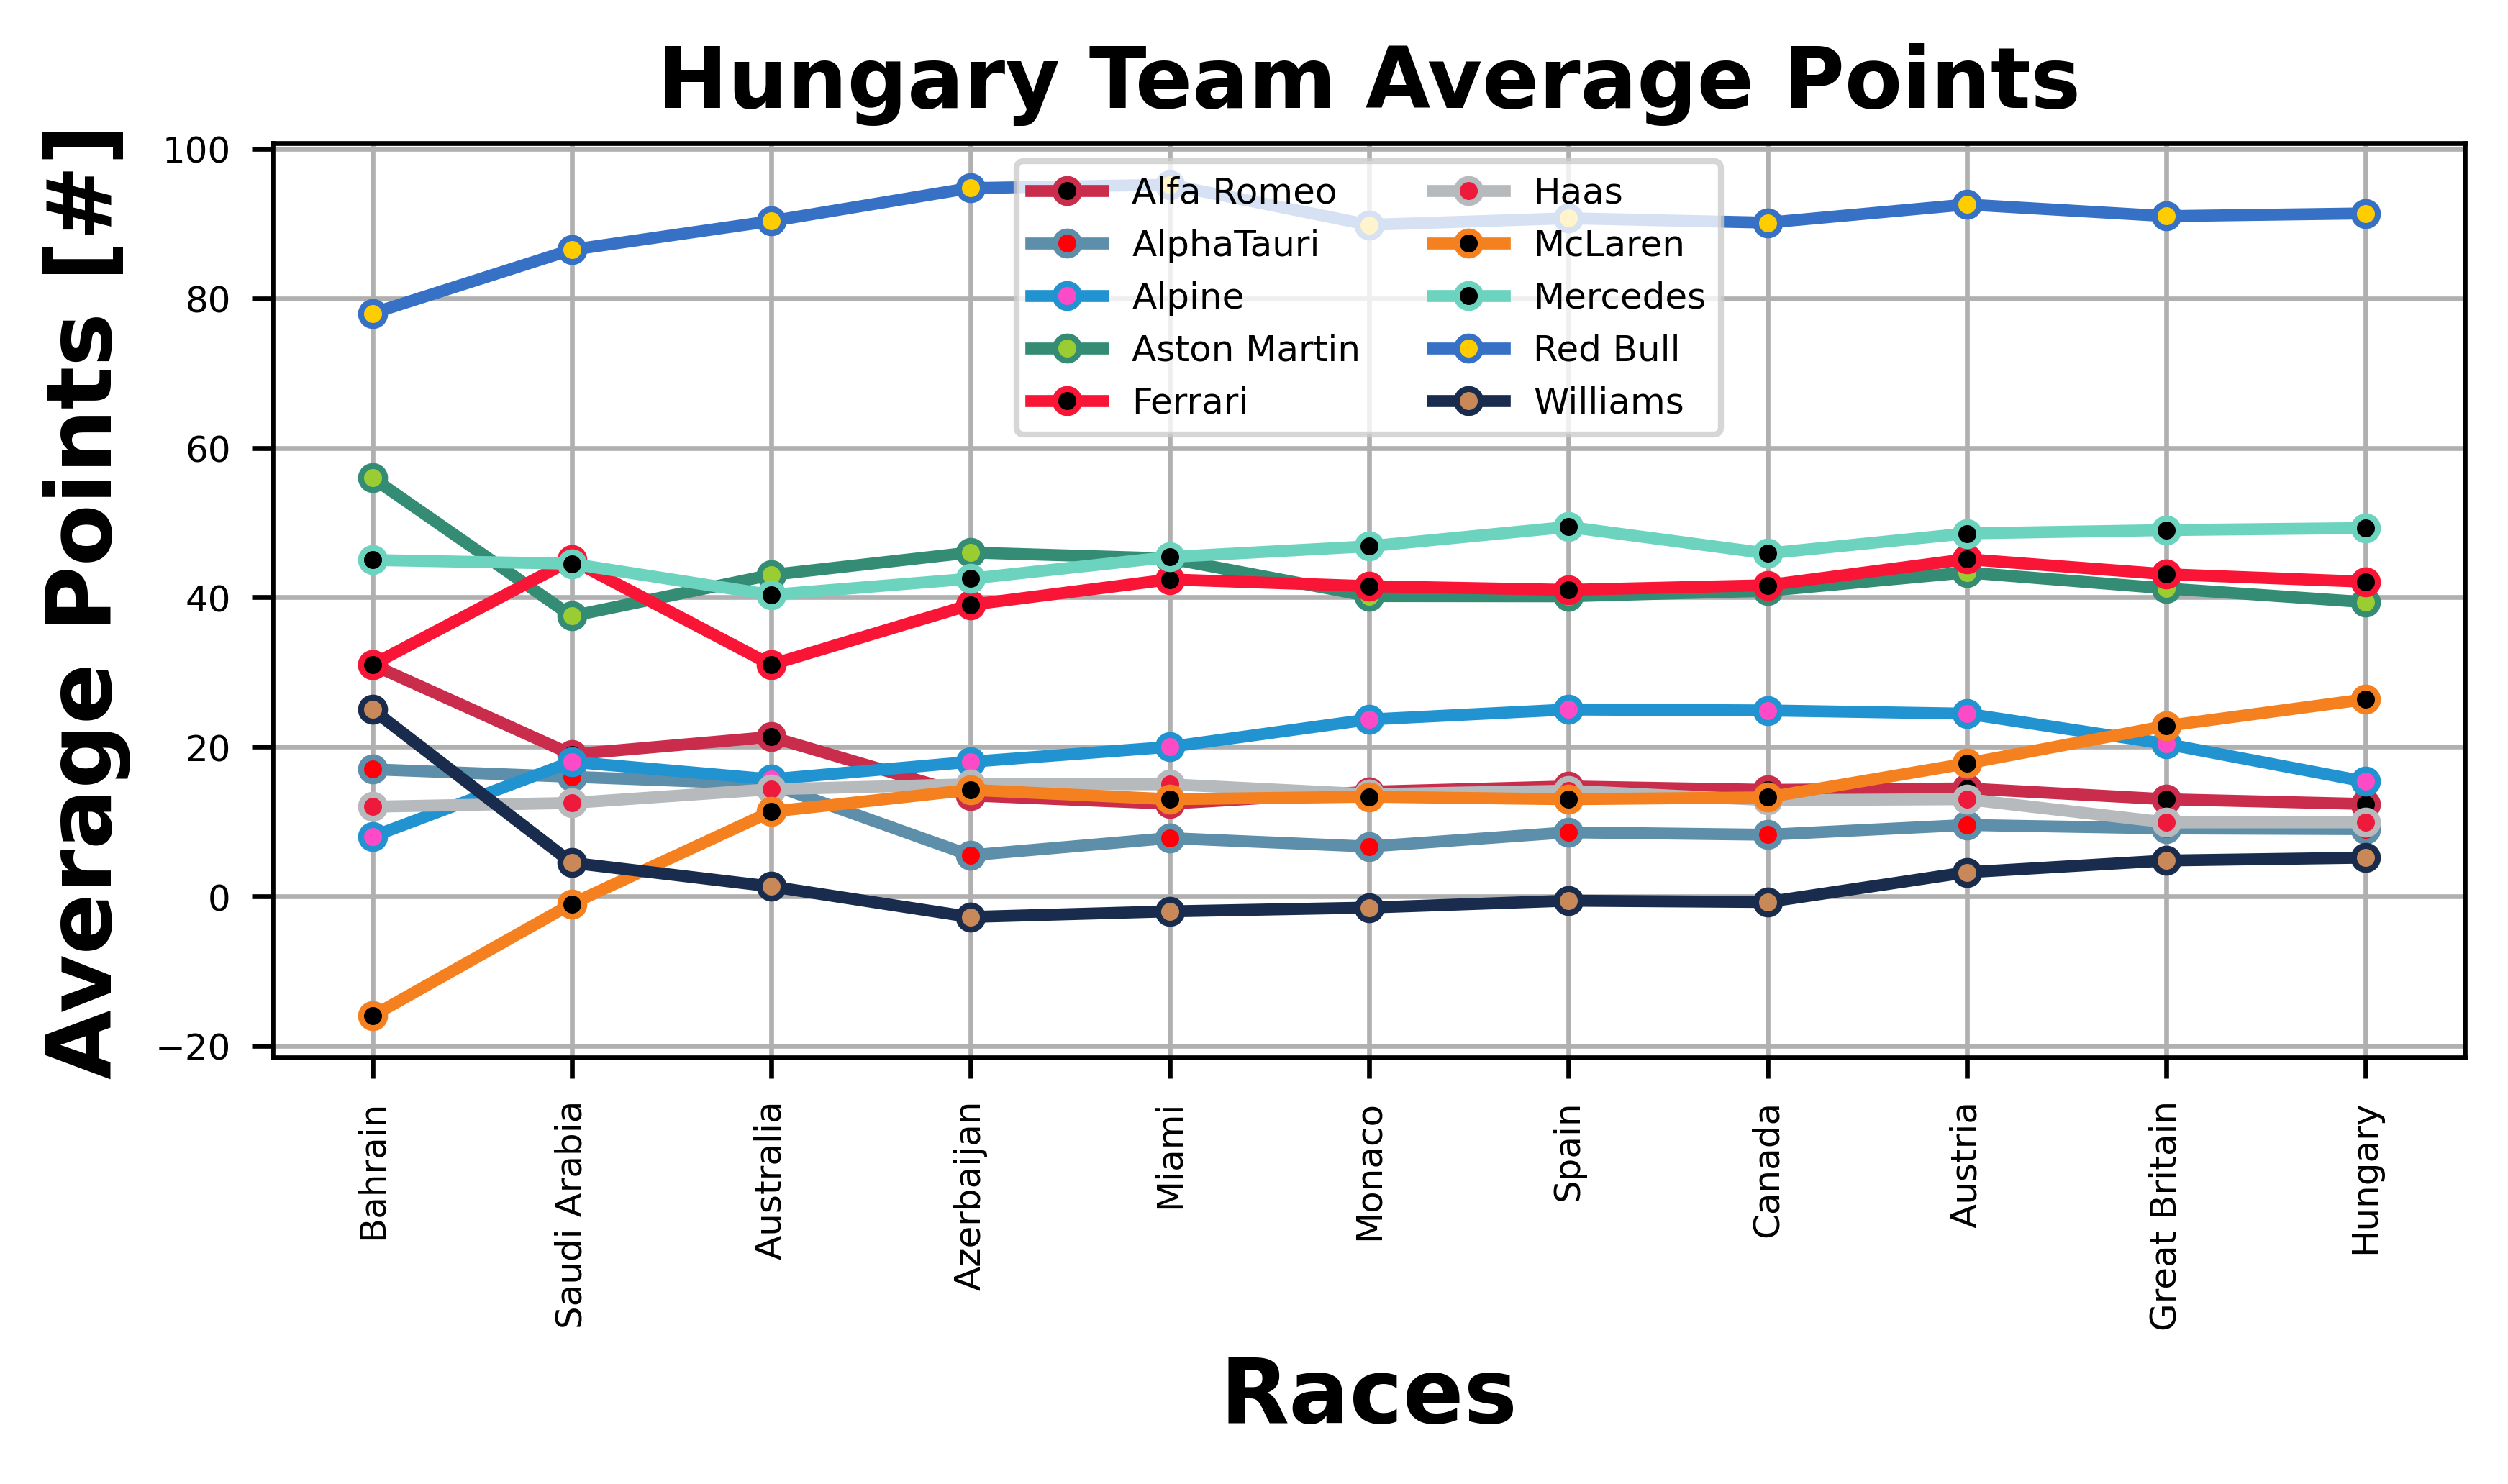 Hungary Team Average Points
Average Points [#]
100
80
60
40
20
0
−20
Alfa Romeo
AlphaTauri
Alpine
Aston Martin
Ferrari
Haas
McLaren
Mercedes
Red Bull
Williams
Bahrain
Saudi Arabia
Australia
Azerbaijan
Miami
Monaco
Spain
Canada
Austria
Great Britain
Hungary
Races